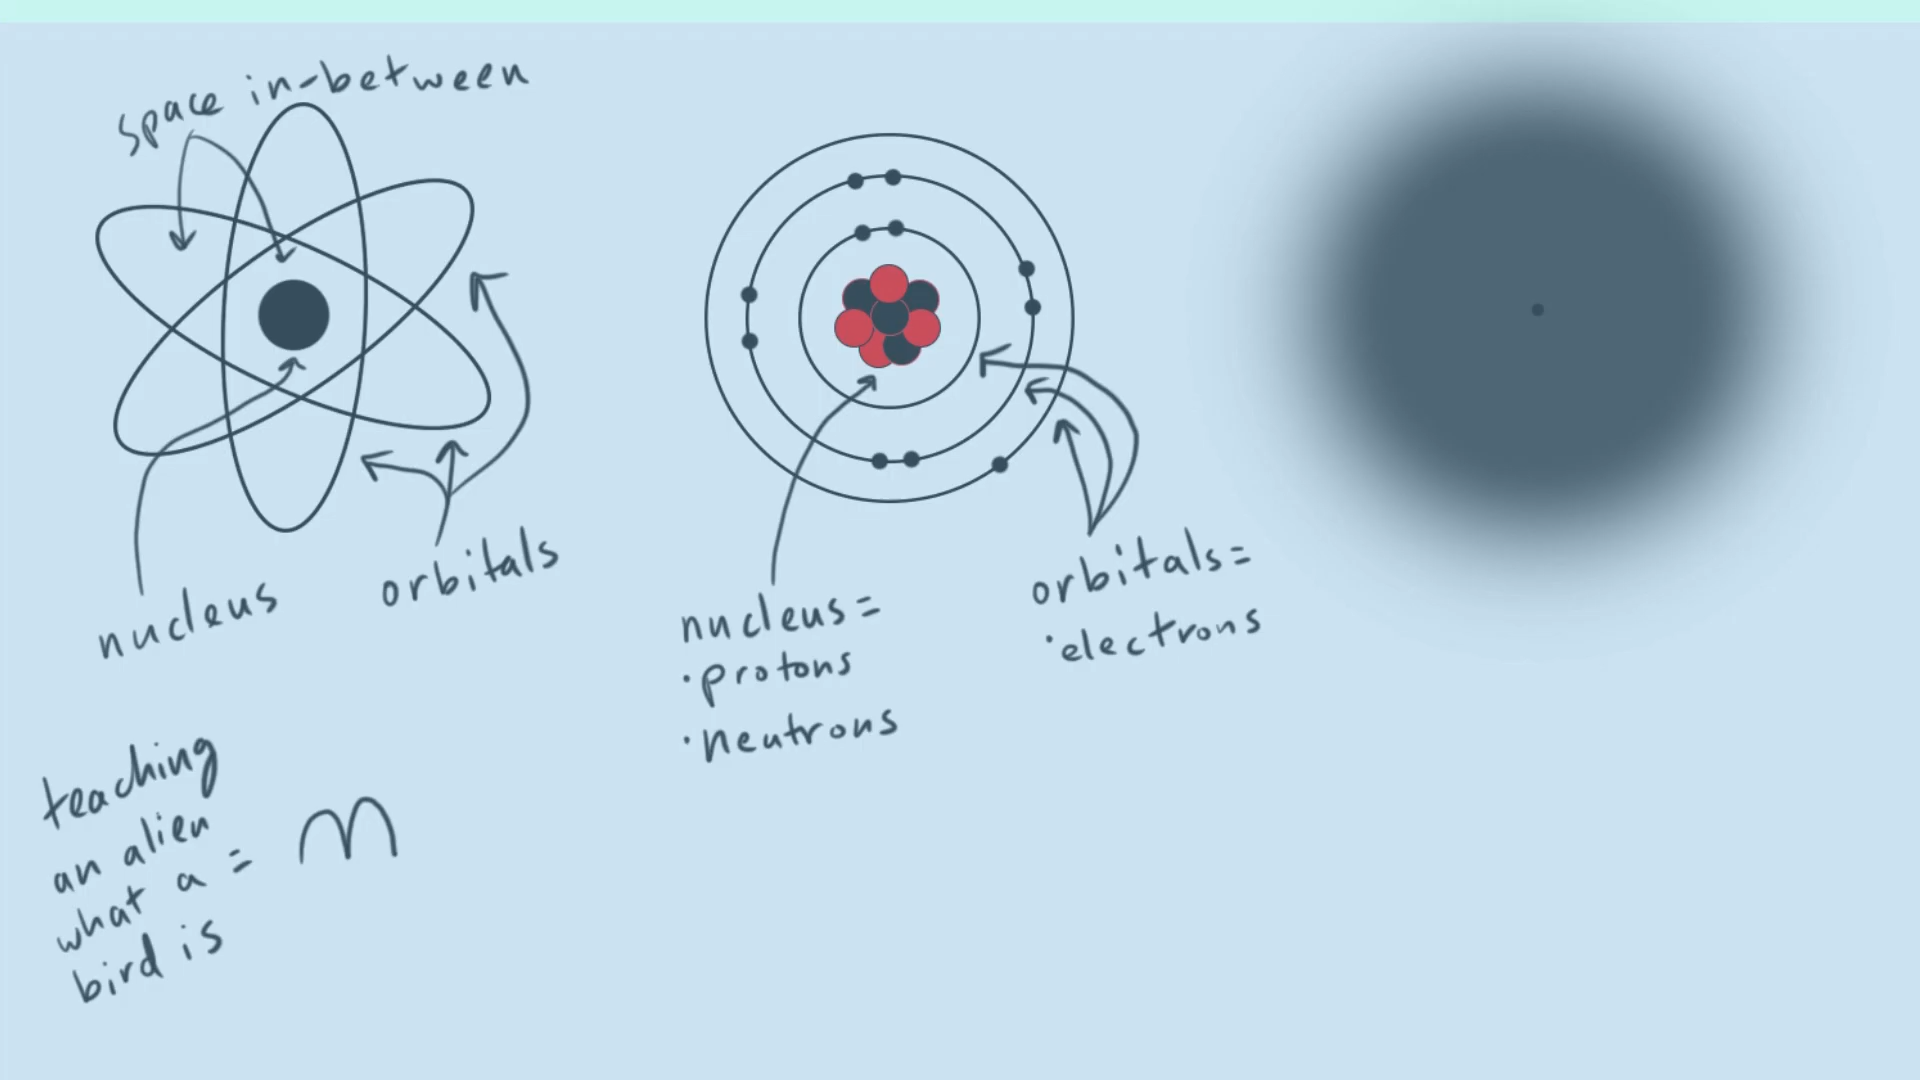 space in-between
nucleus
orbitals
nucleus =
· protons
· neutrons
orbitals =
· electrons
teaching
an alien
what a =
bird is